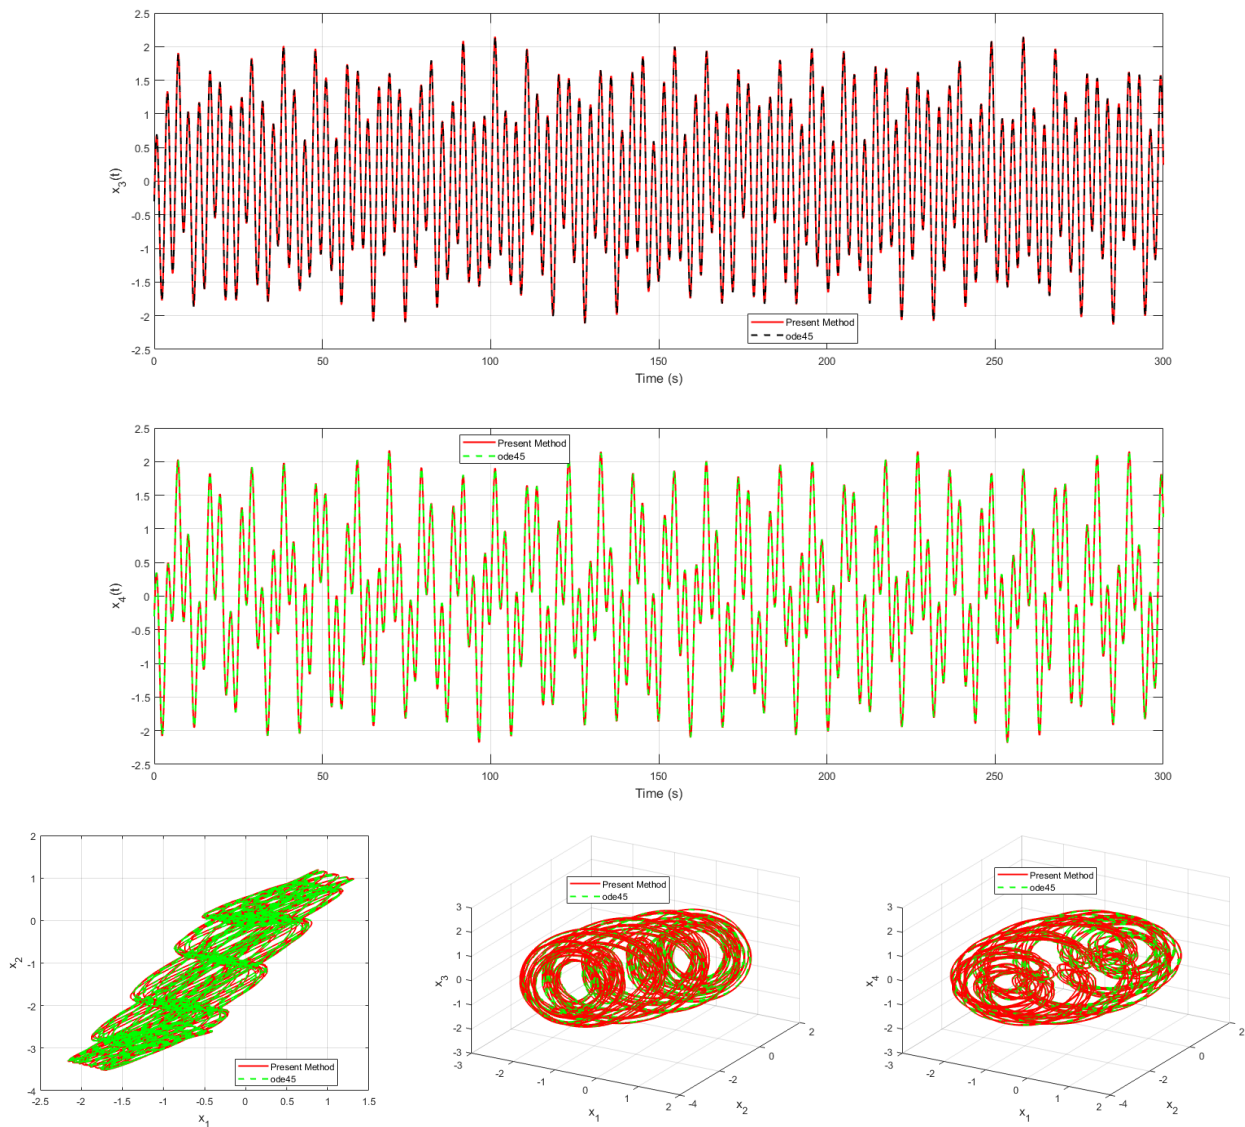 2.5
2
1.5
1
0.5
0
-0.5
-1
-1.5
-2
-2.5
x3(t)
Present Method
ode45
0 50 100 150 200 250 300
Time (s)
2.5
2
1.5
1
0.5
0
-0.5
-1
-1.5
-2
-2.5
x4(t)
Present Method
ode45
0 50 100 150 200 250 300
Time (s)
2
1
0
-1
-2
-3
-4
x2
Present Method
ode45
-2.5 -2 -1.5 -1 -0.5 0 0.5 1 1.5
x1
Present Method
ode45
3
2
1
0
-1
-2
-3
x3
-3 -2 -1 0 1 2
x1
-4 -2 0 2
x2
Present Method
ode45
3
2
1
0
-1
-2
-3
x4
-2 -1 0 1 2
x1
-4 -2 0 2
x2